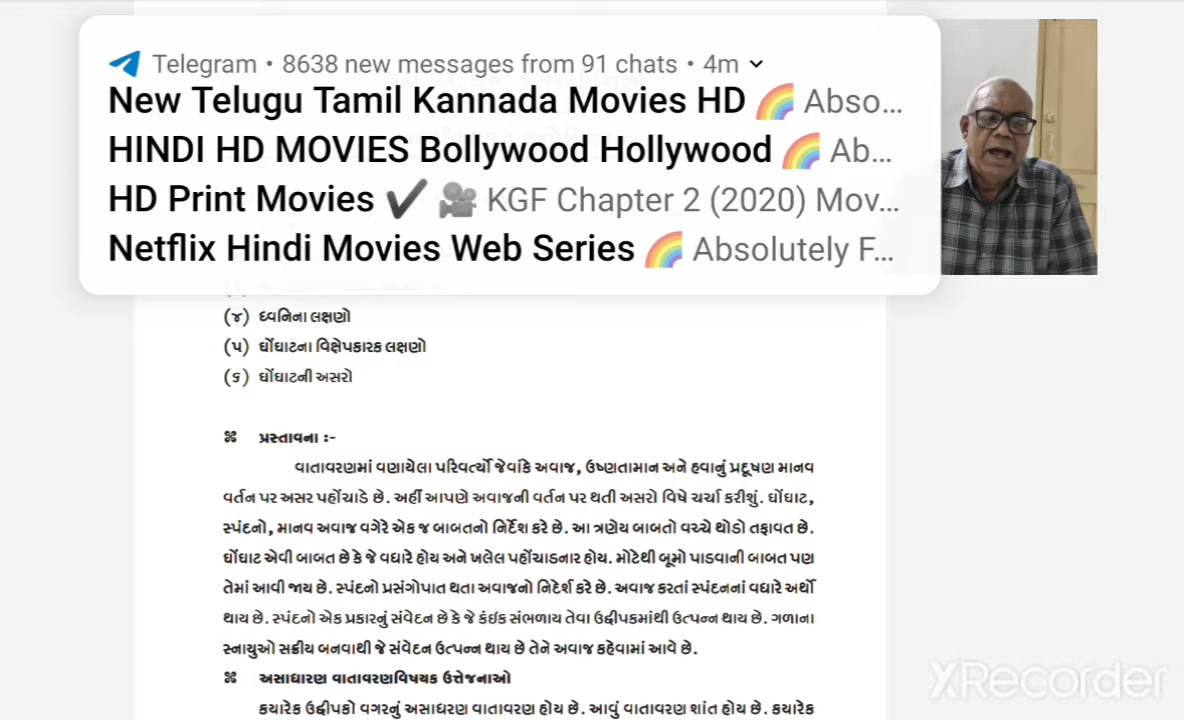 Telegram • 8638 new messages from 91 chats • 4m
New Telugu Tamil Kannada Movies HD 🌈 Abso...
HINDI HD MOVIES Bollywood Hollywood 🌈 Ab...
HD Print Movies ✔️ 🎥 KGF Chapter 2 (2020) Mov...
Netflix Hindi Movies Web Series 🌈 Absolutely F...
(૪) ધ્વનિના લક્ષણો
(૫) ઘોંઘાટના વિક્ષેપકારક લક્ષણો
(૬) ઘોંઘાટની અસરો
⌘ પ્રસ્તાવના :-
વાતાવરણમાં વણાયેલા પરિવર્ત્યો જેવાંકે અવાજ, ઉષ્ણતામાન અને હવાનું પ્રદૂષણ માનવ
વર્તન પર અસર પહોંચાડે છે. અહીં આપણે અવાજની વર્તન પર થતી અસરો વિષે ચર્ચા કરીશું. ઘોંઘાટ,
સ્પંદનો, માનવ અવાજ વગેરે એક જ બાબતનો નિર્દેશ કરે છે. આ ત્રણેય બાબતો વચ્ચે થોડો તફાવત છે.
ઘોંઘાટ એવી બાબત છે કે જે વધારે હોય અને ખલેલ પહોંચાડનાર હોય. મોટેથી બૂમો પાડવાની બાબત પણ
તેમાં આવી જાય છે. સ્પંદનો પ્રસંગોપાત થતા અવાજનો નિદેર્શ કરે છે. અવાજ કરતાં સ્પંદનનાં વધારે અર્થો
થાય છે. સ્પંદનો એક પ્રકારનું સંવેદન છે કે જે કંઇક સંભળાય તેવા ઉદ્દીપકમાંથી ઉત્પન્ન થાય છે. ગળાના
સ્નાયુઓ સક્રીય બનવાથી જે સંવેદન ઉત્પન્ન થાય છે તેને અવાજ કહેવામાં આવે છે.
⌘ અસાધારણ વાતાવરણવિષયક ઉત્તેજનાઓ
કયારેક ઉદ્દીપકો વગરનું અસાધરણ વાતાવરણ હોય છે. આવું વાતાવરણ શાંત હોય છે. કયારેક
XRecorder